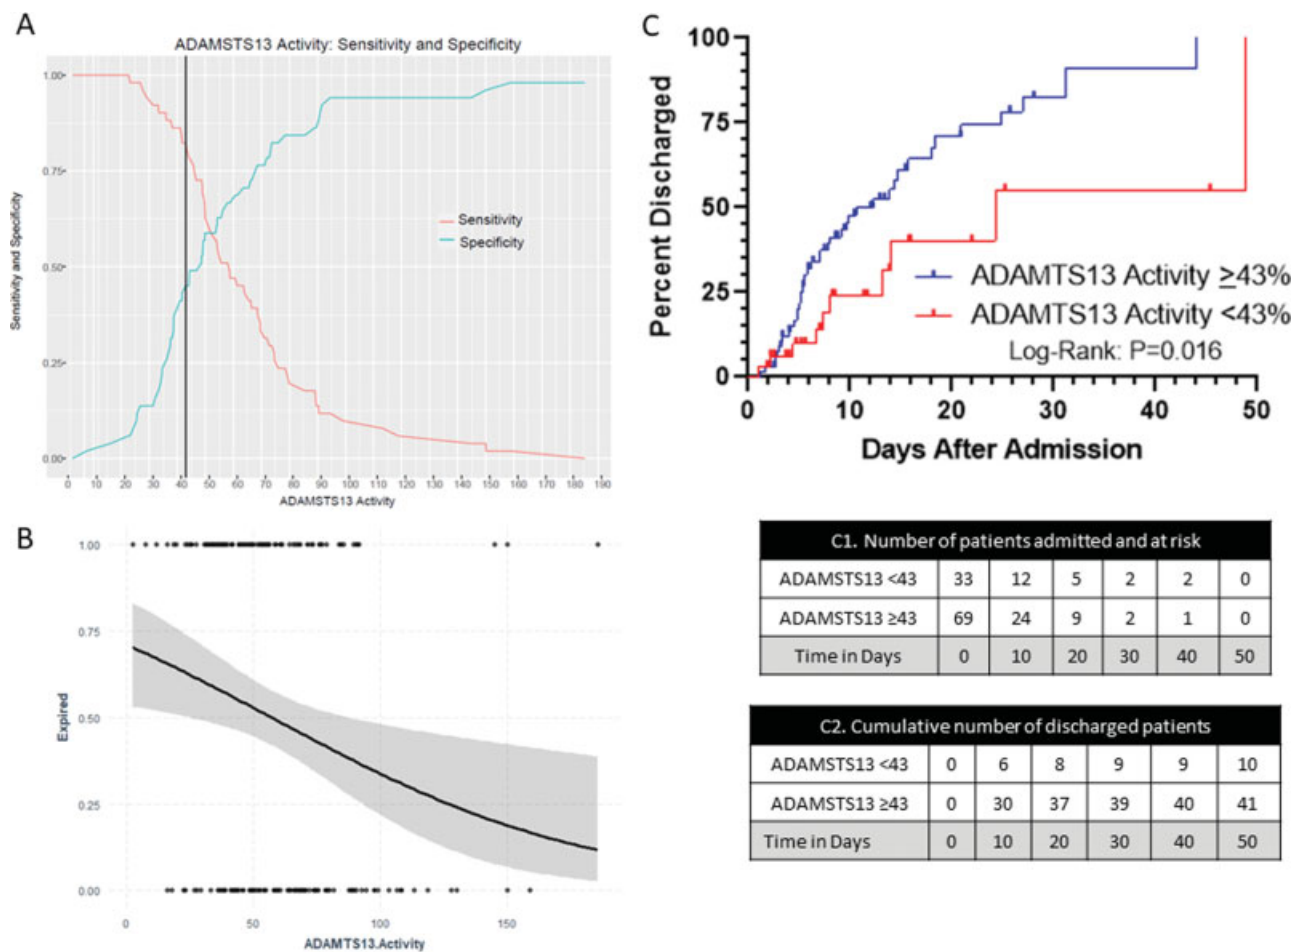 A
ADAMSTS13 Activity: Sensitivity and Specificity
1.00
0.75
0.50
0.25
0.00
Sensitivity and Specificity
Sensitivity
Specificity
0 10 20 30 40 50 60 70 80 90 100 110 120 130 140 150 160 170 180 190
ADAMSTS13 Activity
B
1.00
0.75
0.50
0.25
0.00
Expired
0 50 100 150
ADAMTS13.Activity
C
100
75
50
25
0
Percent Discharged
ADAMTS13 Activity ≥43%
ADAMTS13 Activity <43%
Log-Rank: P=0.016
0 10 20 30 40 50
Days After Admission
C1. Number of patients admitted and at risk
ADAMSTS13 <43 33 12 5 2 2 0
ADAMSTS13 ≥43 69 24 9 2 1 0
Time in Days 0 10 20 30 40 50
C2. Cumulative number of discharged patients
ADAMSTS13 <43 0 6 8 9 9 10
ADAMSTS13 ≥43 0 30 37 39 40 41
Time in Days 0 10 20 30 40 50